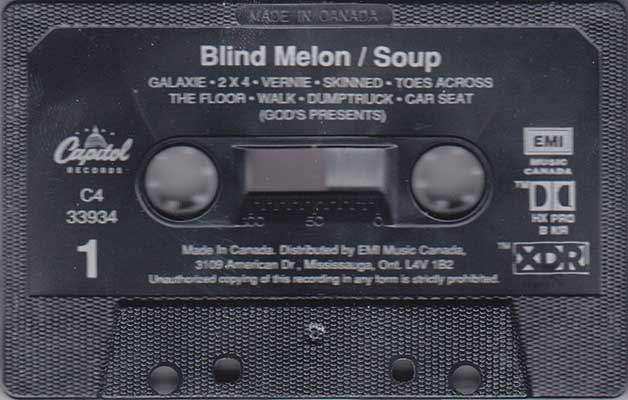 MADE IN CANADA
Blind Melon / Soup
GALAXIE • 2 X 4 • VERNIE • SKINNED • TOES ACROSS
THE FLOOR • WALK • DUMPTRUCK • CAR SEAT
(GOD'S PRESENTS)
Capitol
RECORDS
C4
33934
1
EMI
MUSIC
CANADA
TM
HX PRO
B NR
TM XDR
100 50 0
Made In Canada. Distributed by EMI Music Canada,
3109 American Dr., Mississauga, Ont. L4V 1B2
Unauthorized copying of this recording in any form is strictly prohibited.